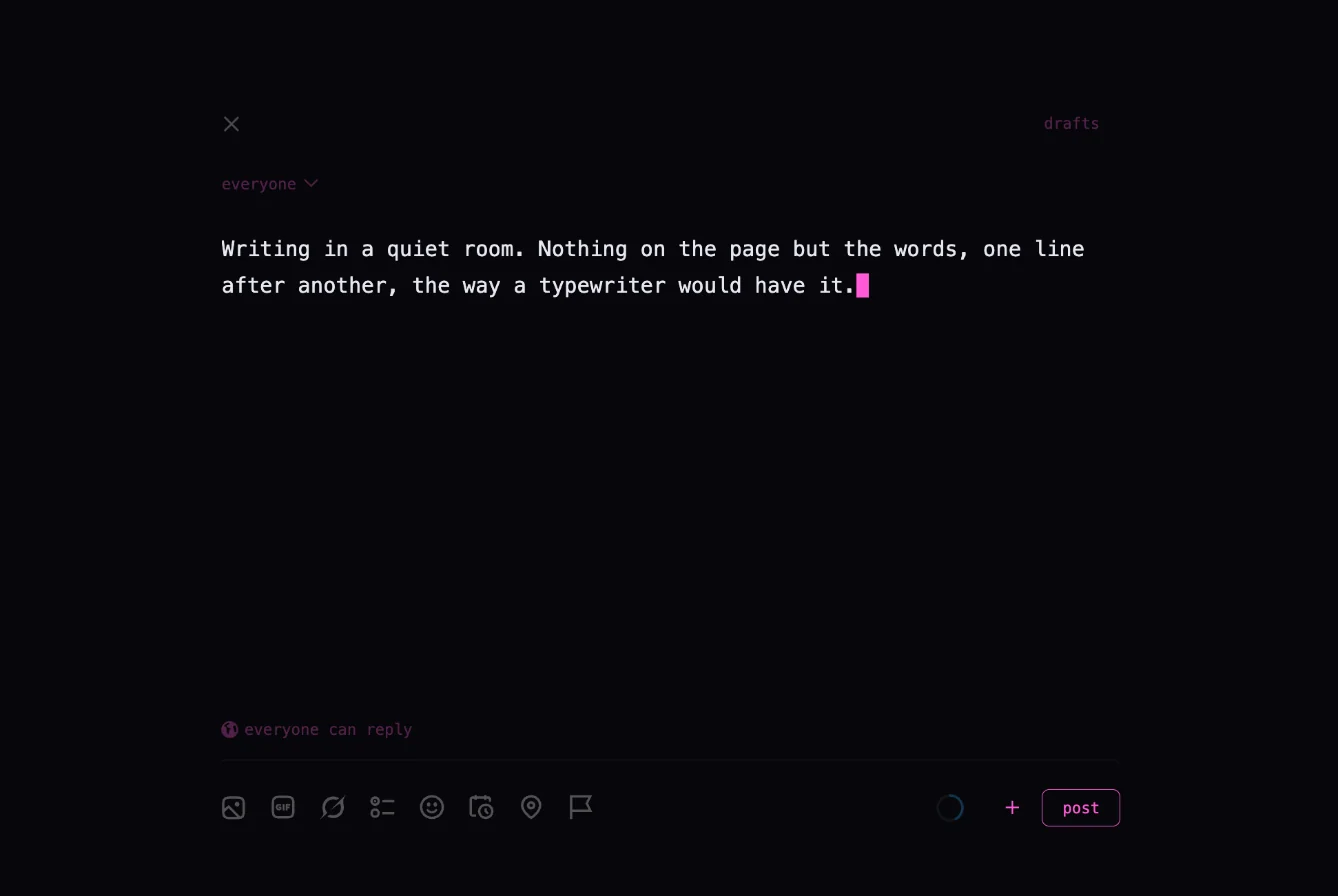 drafts
everyone
Writing in a quiet room. Nothing on the page but the words, one line
after another, the way a typewriter would have it.
everyone can reply
GIF
post